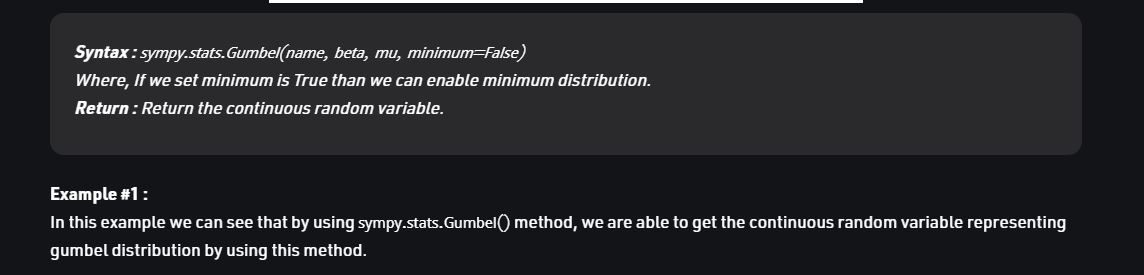 Syntax : sympy.stats.Gumbel(name, beta, mu, minimum=False)
Where, If we set minimum is True than we can enable minimum distribution.
Return : Return the continuous random variable.
Example #1 :
In this example we can see that by using sympy.stats.Gumbel() method, we are able to get the continuous random variable representing
gumbel distribution by using this method.